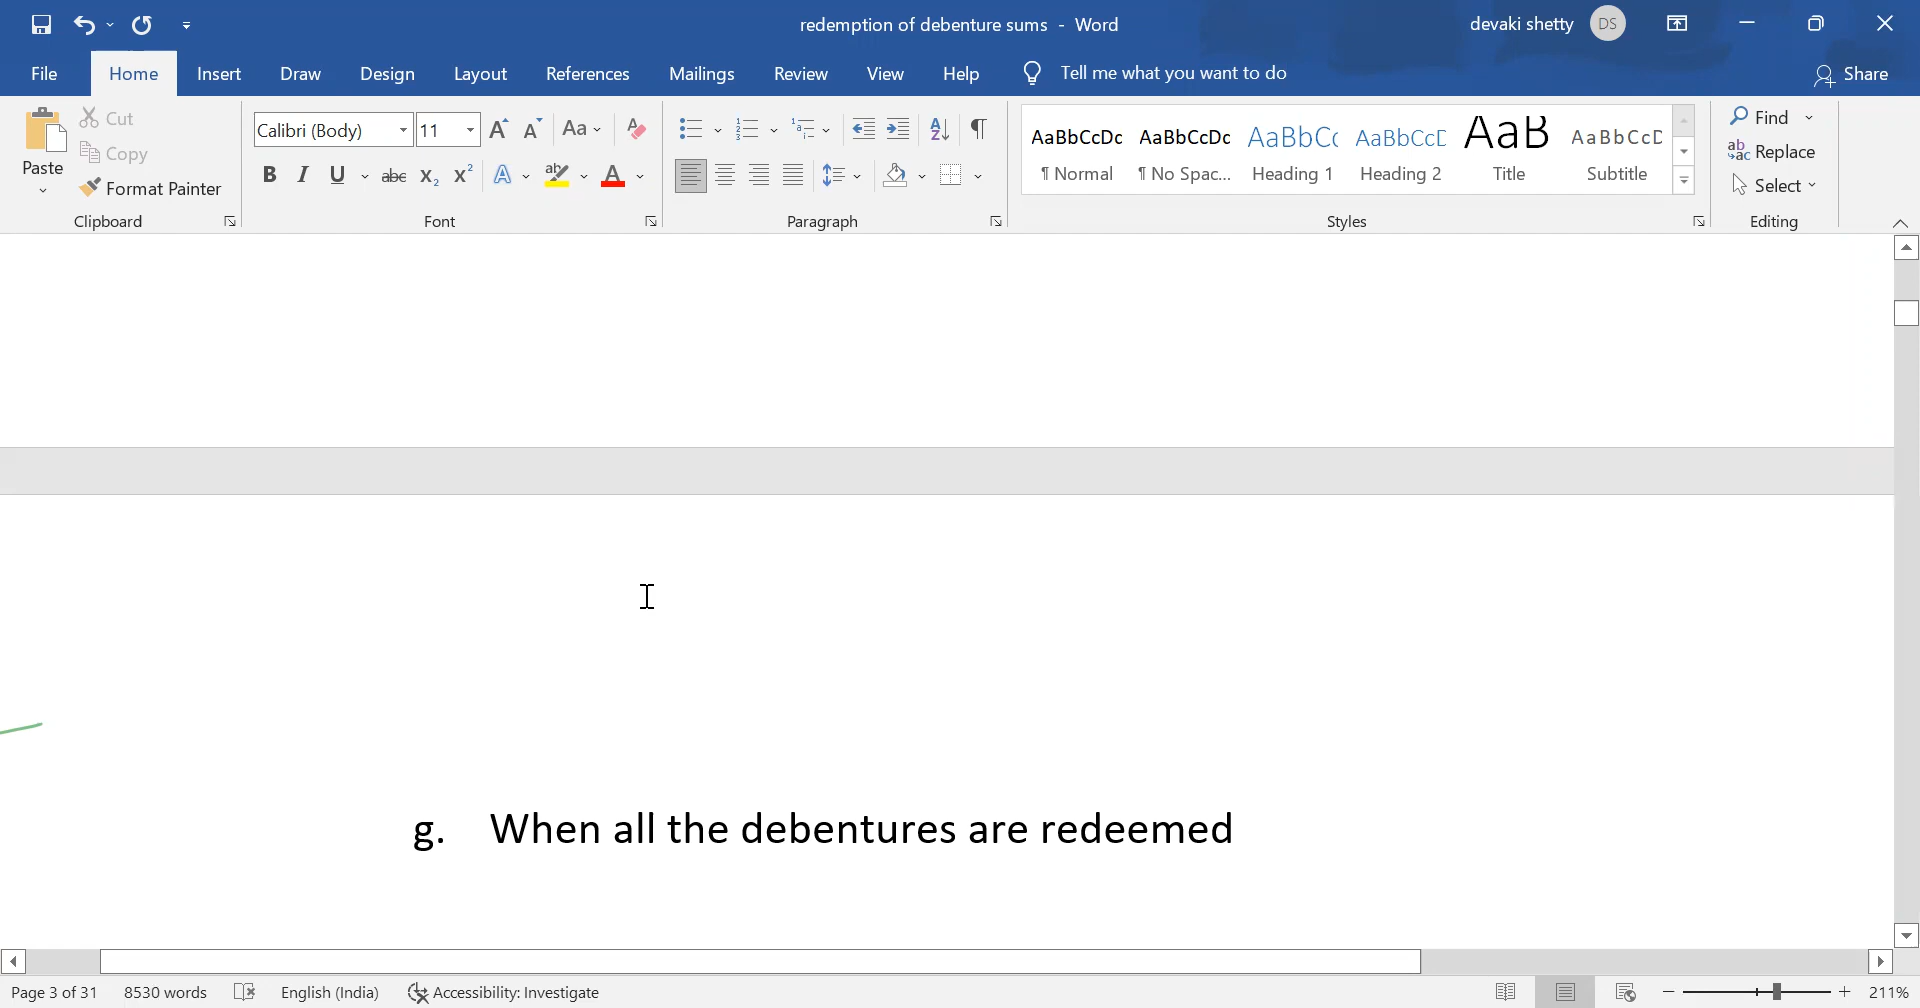 redemption of debenture sums - Word
devaki shetty DS
File Home Insert Draw Design Layout References Mailings Review View Help Tell me what you want to do Share
Paste Cut Copy Format Painter
Clipboard
Calibri (Body) 11
Aa
Font
Paragraph
AaBbCcDc AaBbCcDc AaBbCc AaBbCcC AaB AaBbCcD
¶ Normal ¶ No Spac... Heading 1 Heading 2 Title Subtitle
Styles
Find
Replace
Select
Editing
g. When all the debentures are redeemed
Page 3 of 31 8530 words English (India) Accessibility: Investigate 211%